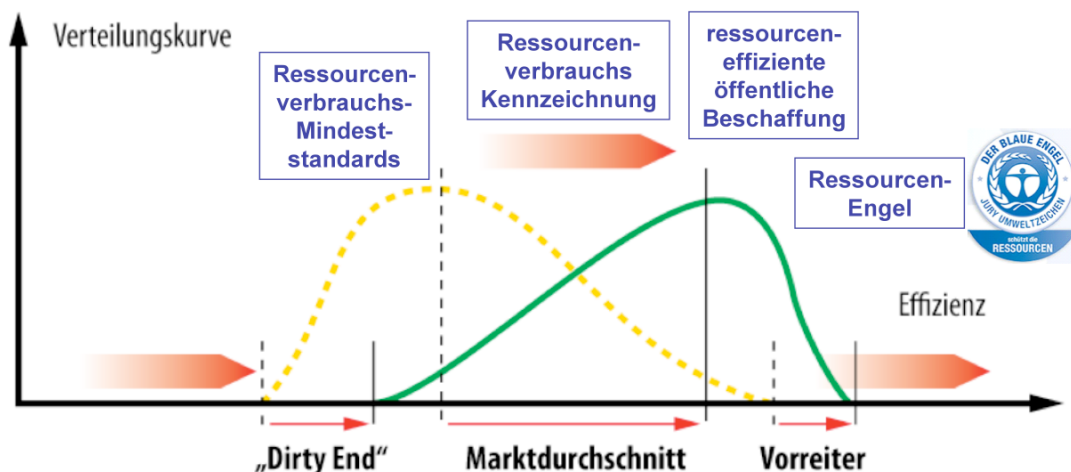 Verteilungskurve
Ressourcen-
verbrauchs-
Mindest-
standards
Ressourcen-
verbrauchs
Kennzeichnung
ressourcen-
effiziente
öffentliche
Beschaffung
Ressourcen-
Engel
DER BLAUE ENGEL
JURY UMWELTZEICHEN
schützt die
RESSOURCEN
Effizienz
„Dirty End“
Marktdurchschnitt
Vorreiter